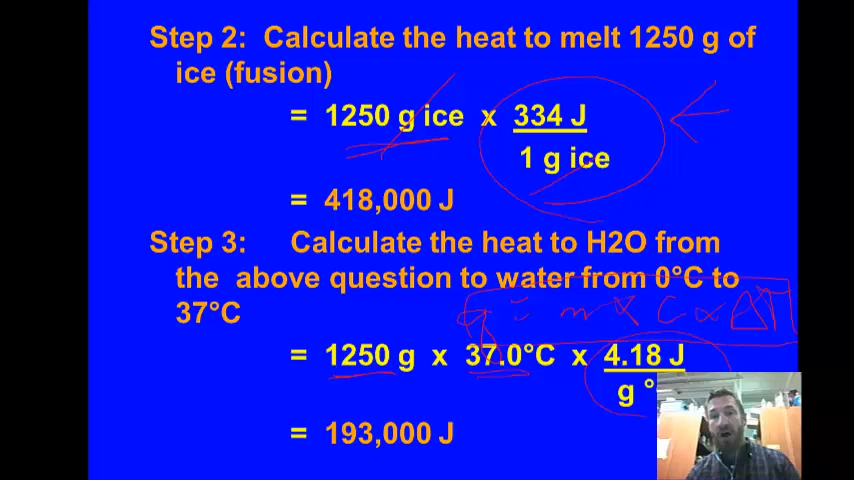 Step 2: Calculate the heat to melt 1250 g of
ice (fusion)
= 1250 g ice x 334 J
1 g ice
= 418,000 J
Step 3: Calculate the heat to H2O from
the above question to water from 0°C to
37°C
q = m x C x ΔT
= 1250 g x 37.0°C x 4.18 J
g °
= 193,000 J